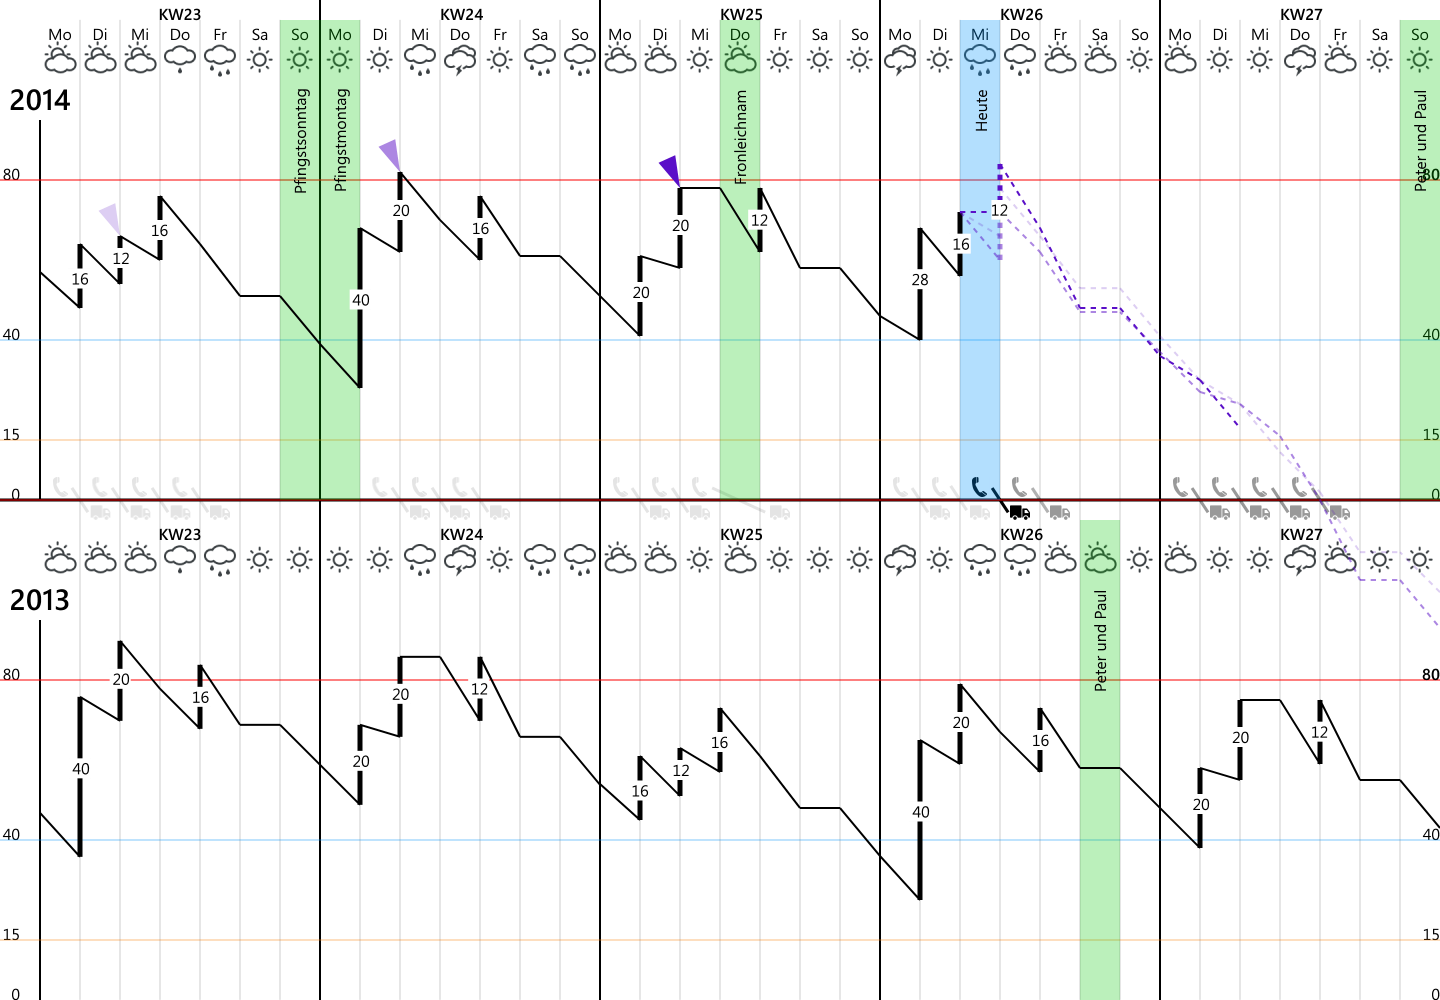 KW23 KW24 KW25 KW26 KW27
Mo Di Mi Do Fr Sa So Mo Di Mi Do Fr Sa So Mo Di Mi Do Fr Sa So Mo Di Mi Do Fr Sa So Mo Di Mi Do Fr Sa So
2014
Pfingstsonntag
Pfingstmontag
Fronleichnam
Heute
Peter und Paul
80 80
16 12 16 40 20 16 20 20 12 28 16 12
40 40
15 15
0 0
KW23 KW24 KW25 KW26 KW27
2013
Peter und Paul
80 80
40 20 16 20 20 12 16 12 16 40 20 16 20 20 12
40 40
15 15
0 0